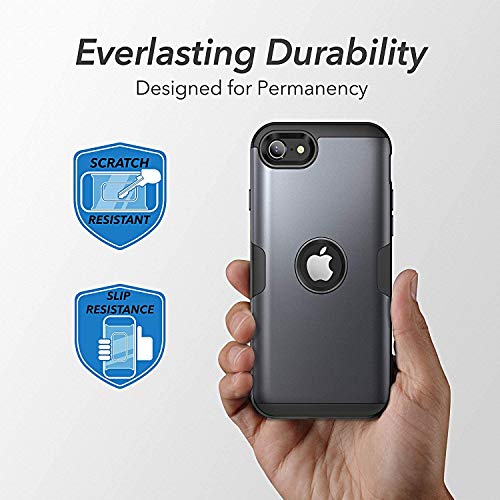 Everlasting Durability
Designed for Permanency
SCRATCH
RESISTANT
SLIP
RESISTANCE